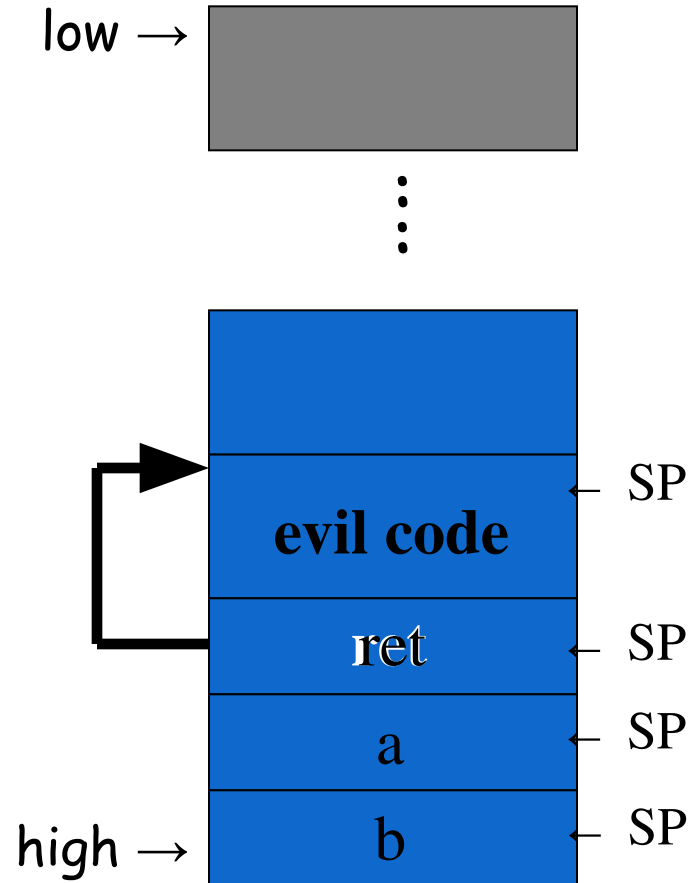 low →
evil code
← SP
ret
← SP
a
← SP
high →
b
← SP